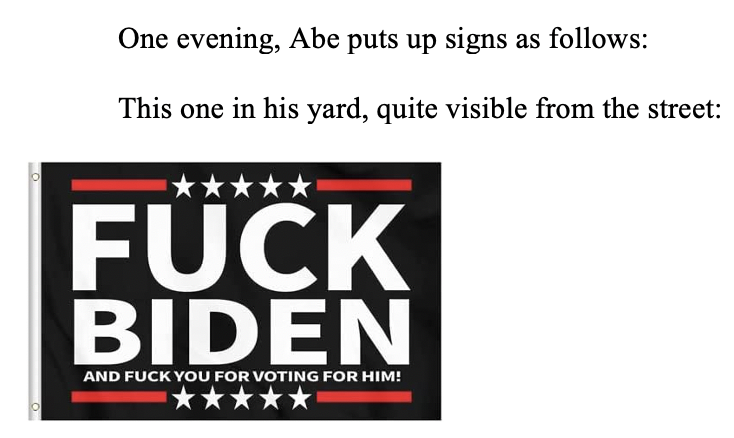 One evening, Abe puts up signs as follows:
This one in his yard, quite visible from the street:
FUCK
BIDEN
AND FUCK YOU FOR VOTING FOR HIM!